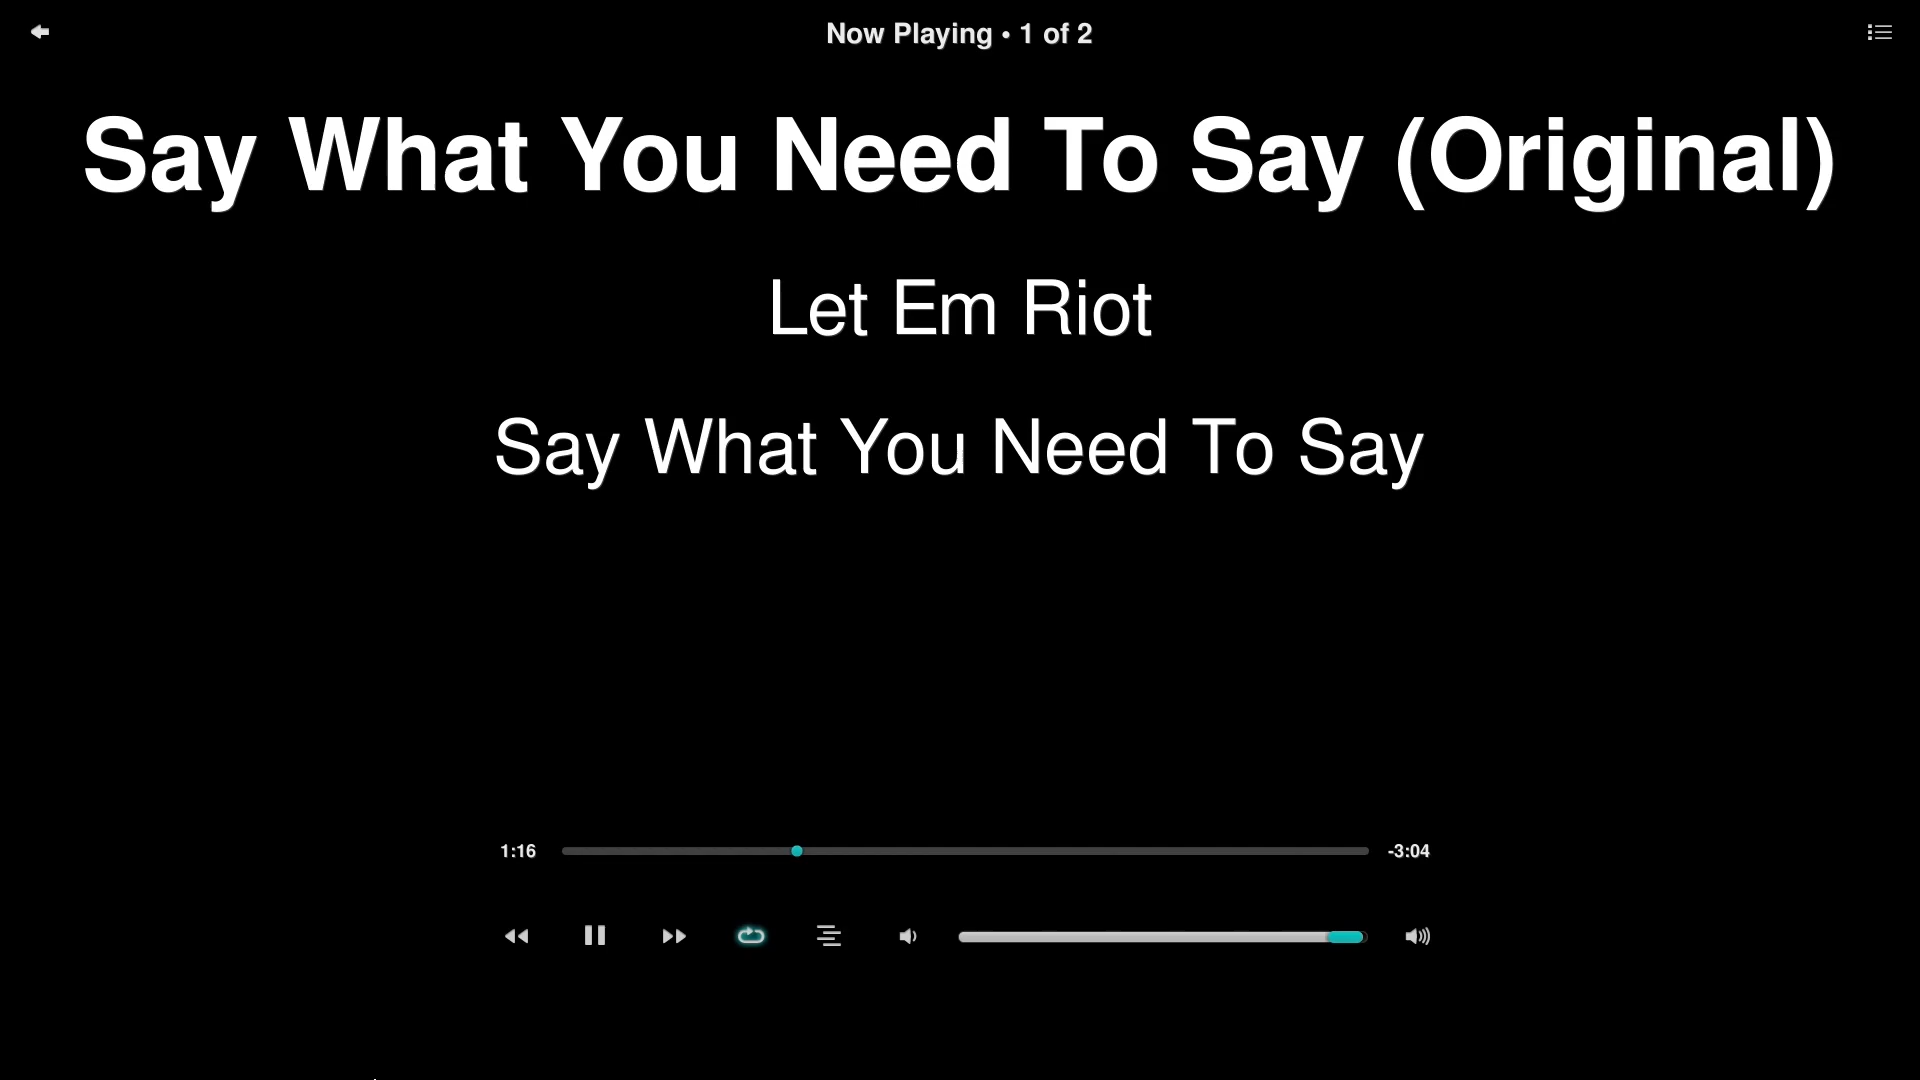 Now Playing • 1 of 2
Say What You Need To Say (Original)
Let Em Riot
Say What You Need To Say
1:16
-3:04